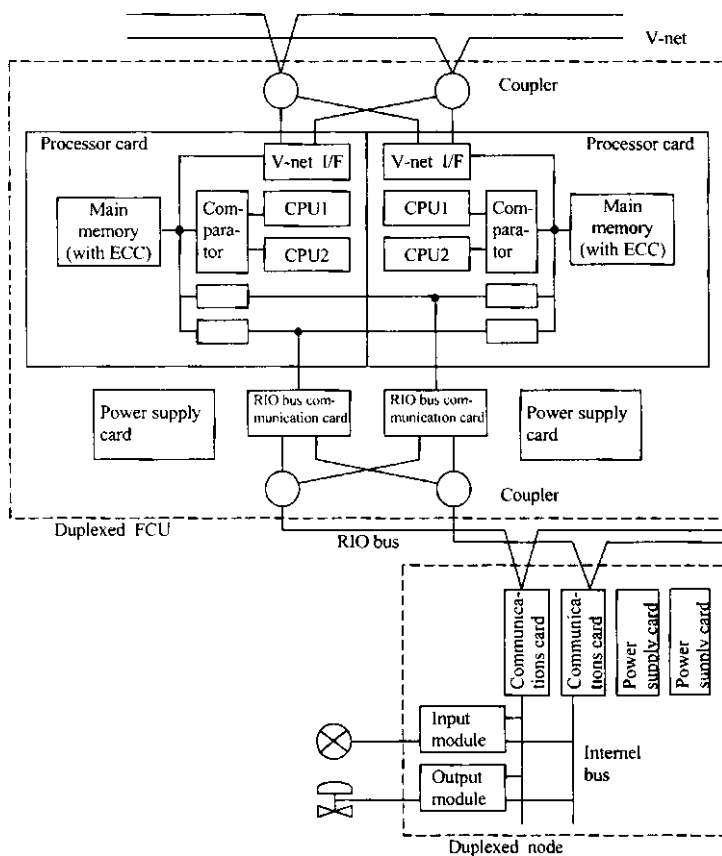 V-net
Coupler
Processor card
Processor card
V-net I/F
V-net I/F
Main
memory
(with ECC)
Com-
para-
tor
CPU1
CPU2
CPU1
CPU2
Com-
para-
tor
Main
memory
(with ECC)
Power supply
card
RIO bus com-
munication card
RIO bus com-
munication card
Power supply
card
Coupler
Duplexed FCU
RIO bus
Communica-
tions card
Communica-
tions card
Power
supply card
Power
supply card
Input
module
Output
module
Internel
bus
Duplexed node